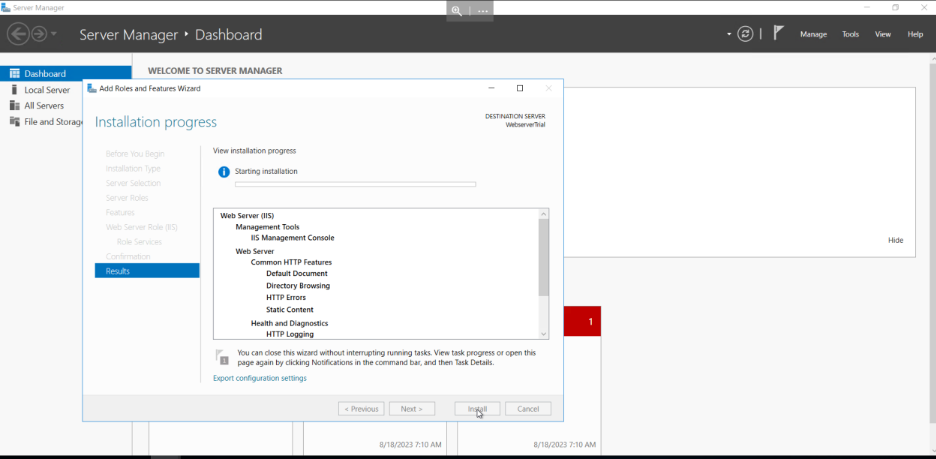 Server Manager
Server Manager ‣ Dashboard
Manage Tools View Help
Dashboard
Local Server
All Servers
File and Storag
WELCOME TO SERVER MANAGER
Add Roles and Features Wizard
Installation progress
DESTINATION SERVER
WebserverTrial
Before You Begin
Installation Type
Server Selection
Server Roles
Features
Web Server Role (IIS)
Role Services
Confirmation
Results
View installation progress
Starting installation
Web Server (IIS)
Management Tools
IIS Management Console
Web Server
Common HTTP Features
Default Document
Directory Browsing
HTTP Errors
Static Content
Health and Diagnostics
HTTP Logging
You can close this wizard without interrupting running tasks. View task progress or open this
page again by clicking Notifications in the command bar, and then Task Details.
Export configuration settings
< Previous
Next >
Install
Cancel
Hide
1
8/18/2023 7:10 AM
8/18/2023 7:10 AM